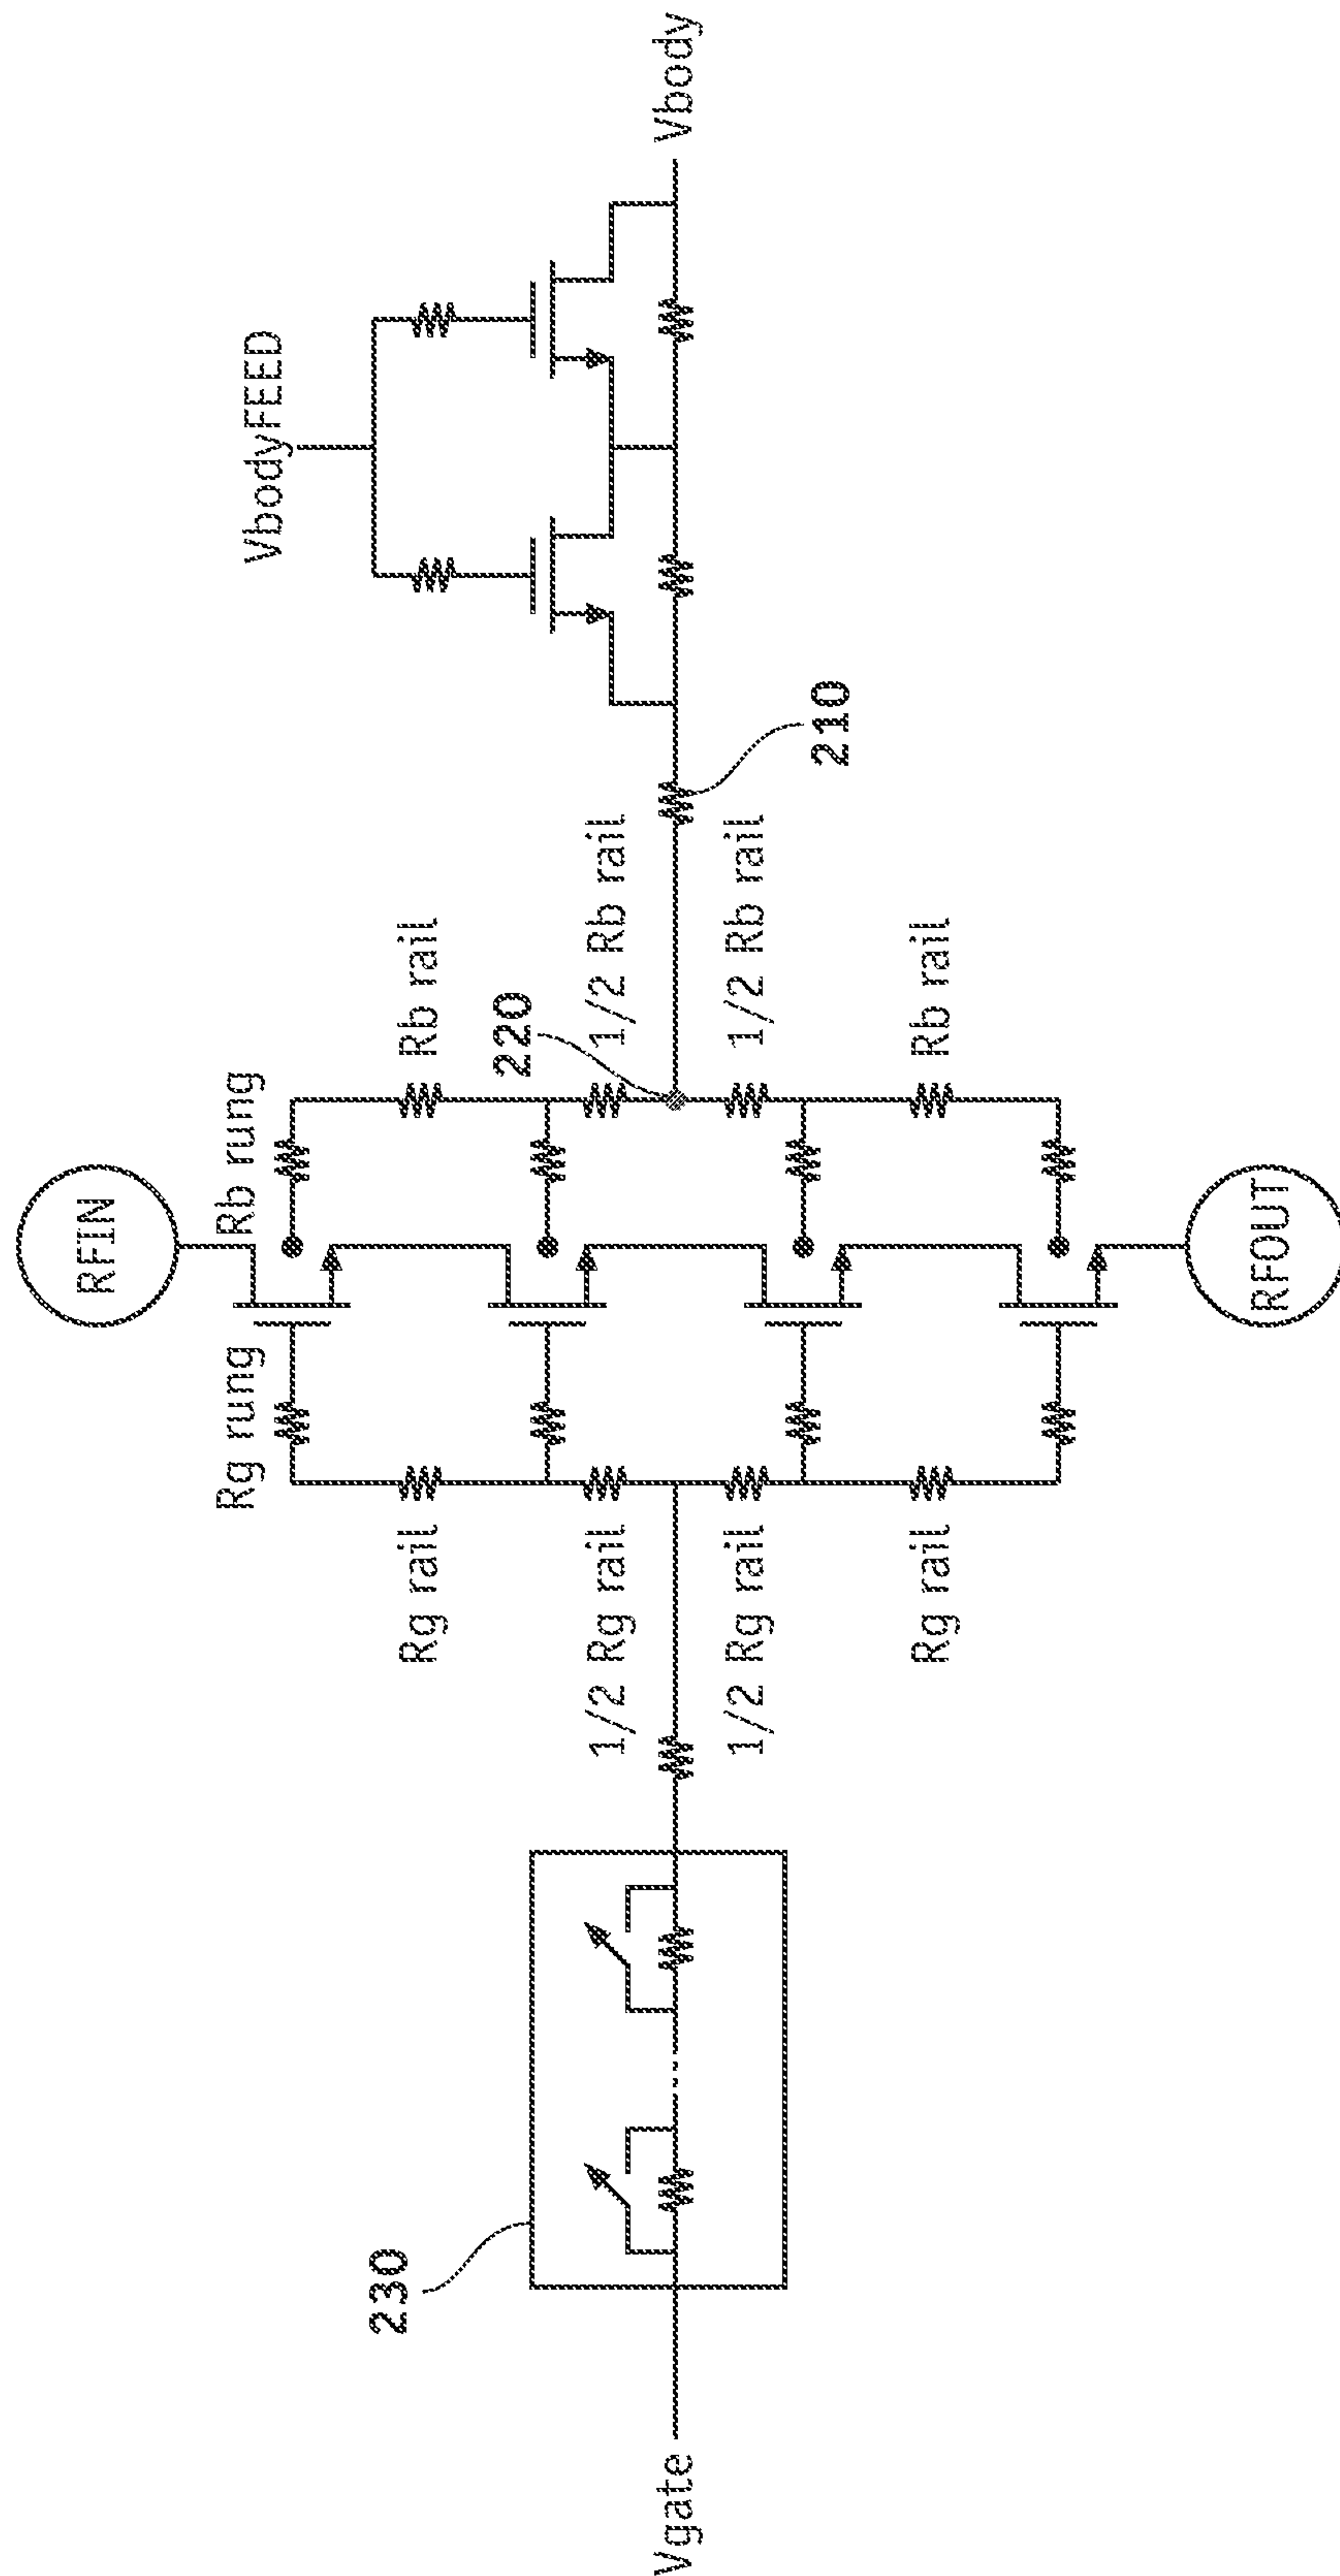 Vgate
230
1/2 Rg rail
1/2 Rg rail
Rg rail
Rg rail
Rg rung
RFIN
RFOUT
Rb rung
220
Rb rail
1/2 Rb rail
1/2 Rb rail
Rb rail
210
VbodyFEED
Vbody